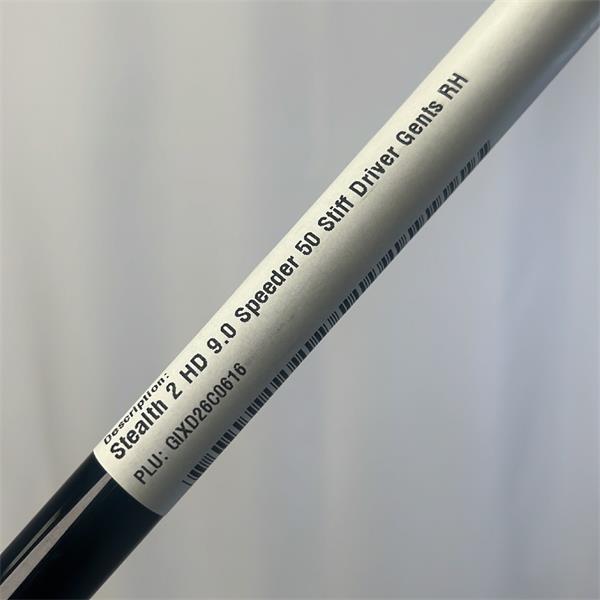 Description:
Stealth 2 HD 9.0 Speeder 50 Stiff Driver Gents RH
PLU: GIXD26C0616